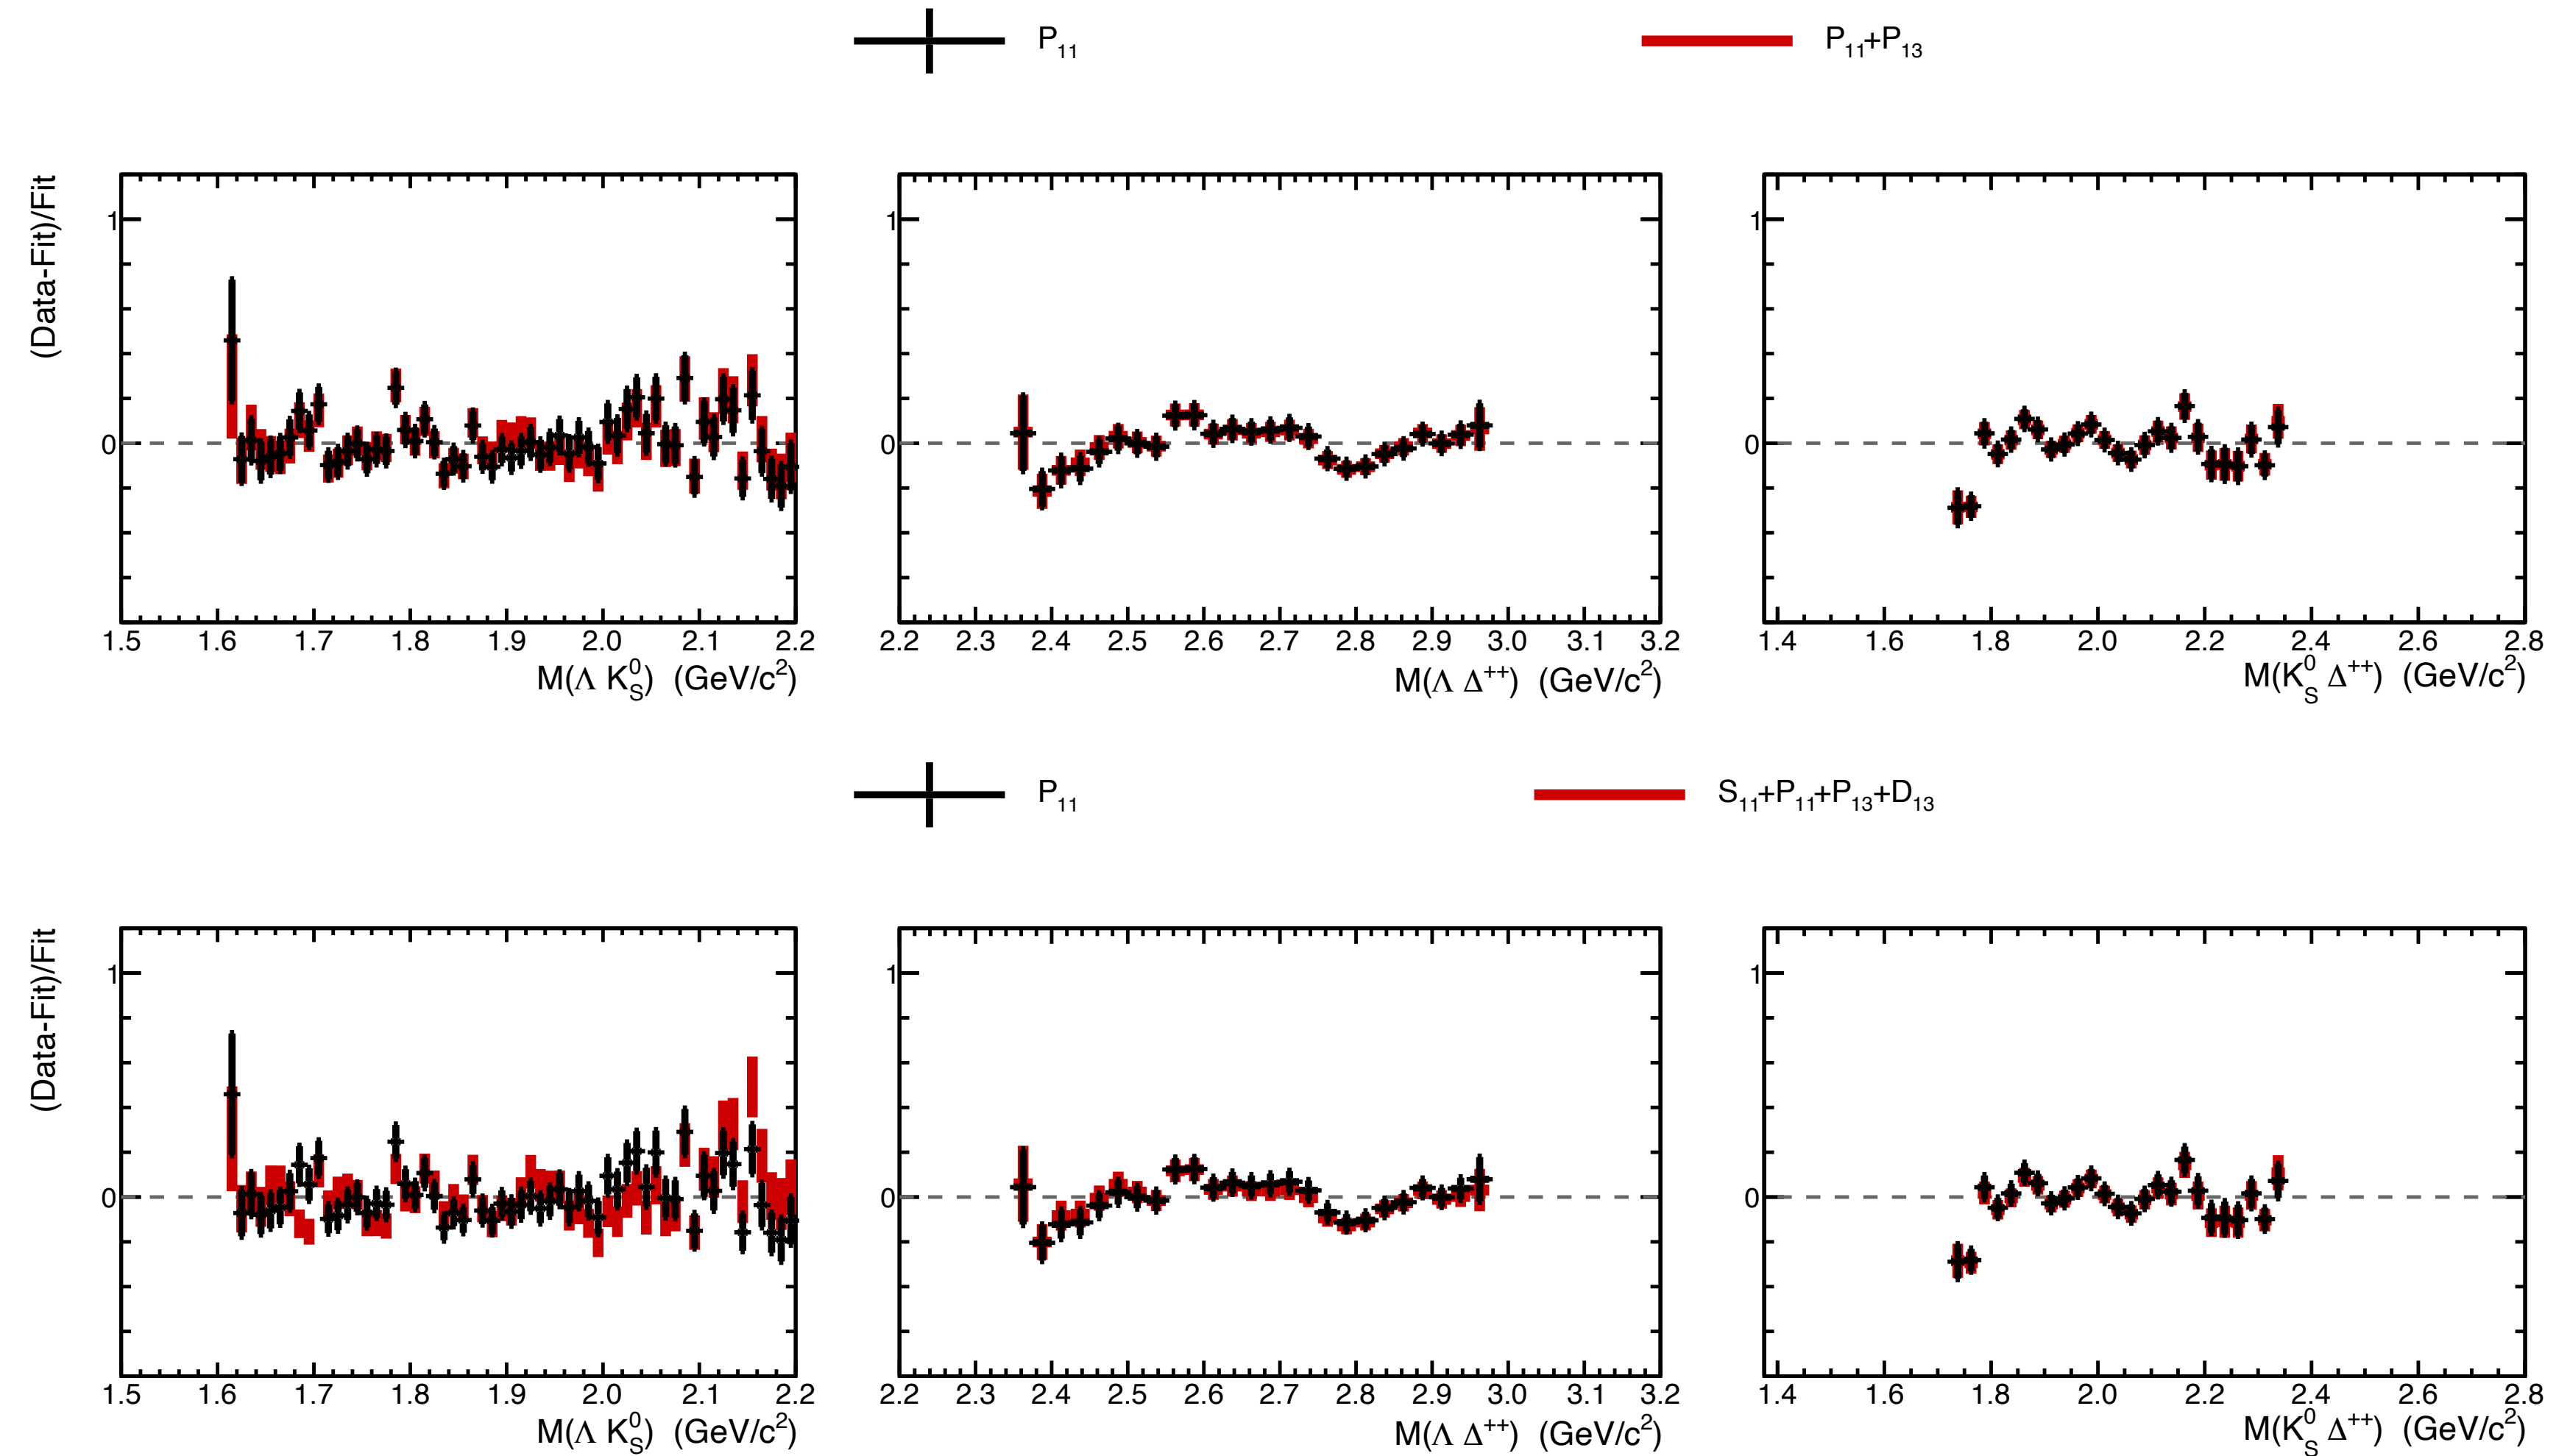 P11
P11+P13
(Data-Fit)/Fit
1
0
1.5 1.6 1.7 1.8 1.9 2.0 2.1 2.2
M(Λ K⁰S) (GeV/c²)
1
0
2.2 2.3 2.4 2.5 2.6 2.7 2.8 2.9 3.0 3.1 3.2
M(Λ Δ⁺⁺) (GeV/c²)
1
0
1.4 1.6 1.8 2.0 2.2 2.4 2.6 2.8
M(K⁰S Δ⁺⁺) (GeV/c²)
P11
S11+P11+P13+D13
(Data-Fit)/Fit
1
0
1.5 1.6 1.7 1.8 1.9 2.0 2.1 2.2
M(Λ K⁰S) (GeV/c²)
1
0
2.2 2.3 2.4 2.5 2.6 2.7 2.8 2.9 3.0 3.1 3.2
M(Λ Δ⁺⁺) (GeV/c²)
1
0
1.4 1.6 1.8 2.0 2.2 2.4 2.6 2.8
M(K⁰S Δ⁺⁺) (GeV/c²)